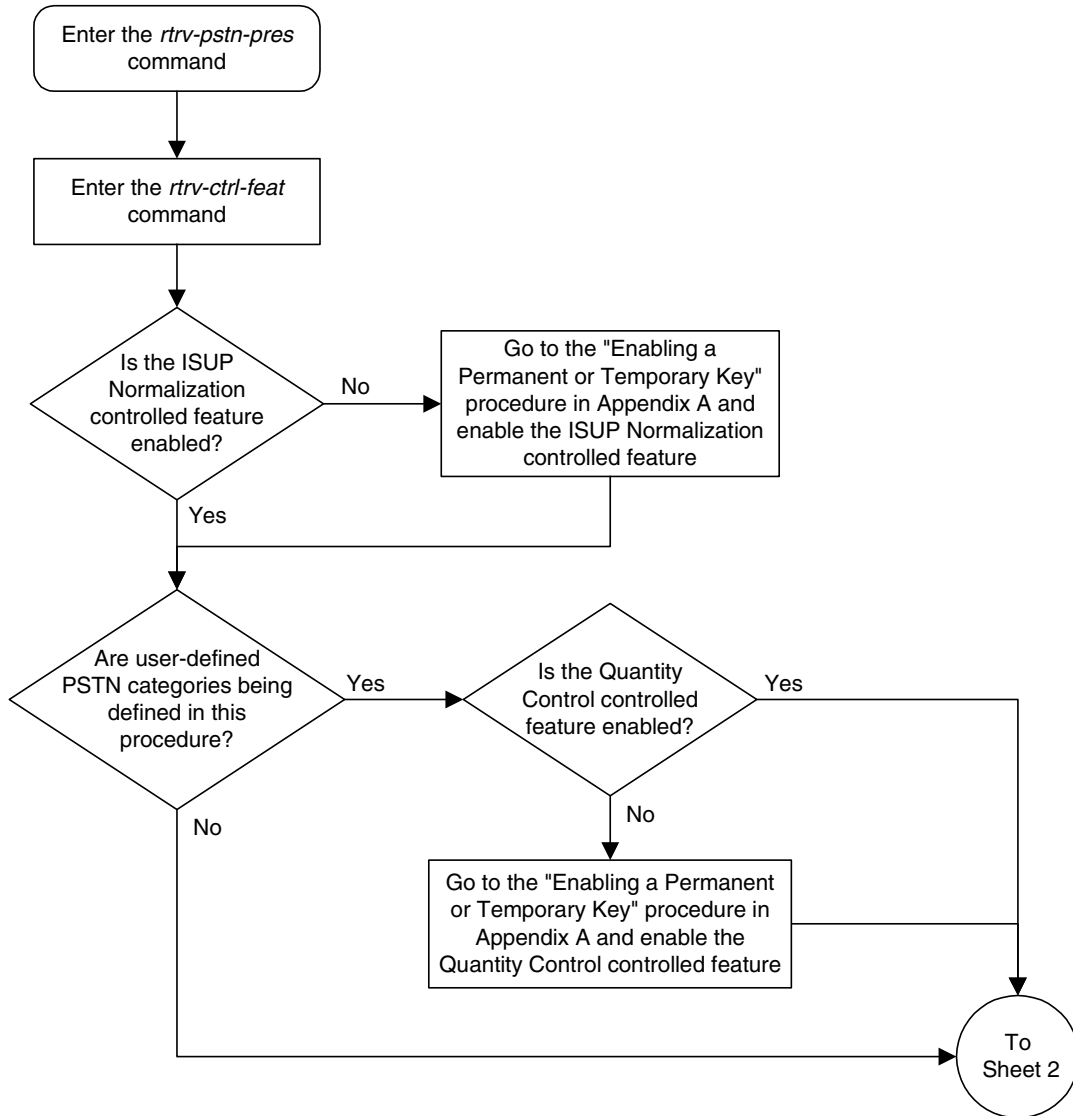 Enter the rtrv-pstn-pres
command
Enter the rtrv-ctrl-feat
command
Is the ISUP
Normalization
controlled feature
enabled?
No
Go to the "Enabling a
Permanent or Temporary Key"
procedure in Appendix A and
enable the ISUP Normalization
controlled feature
Yes
Are user-defined
PSTN categories being
defined in this
procedure?
Yes
Is the Quantity
Control controlled
feature enabled?
Yes
No
No
Go to the "Enabling a Permanent
or Temporary Key" procedure in
Appendix A and enable the
Quantity Control controlled feature
To
Sheet 2